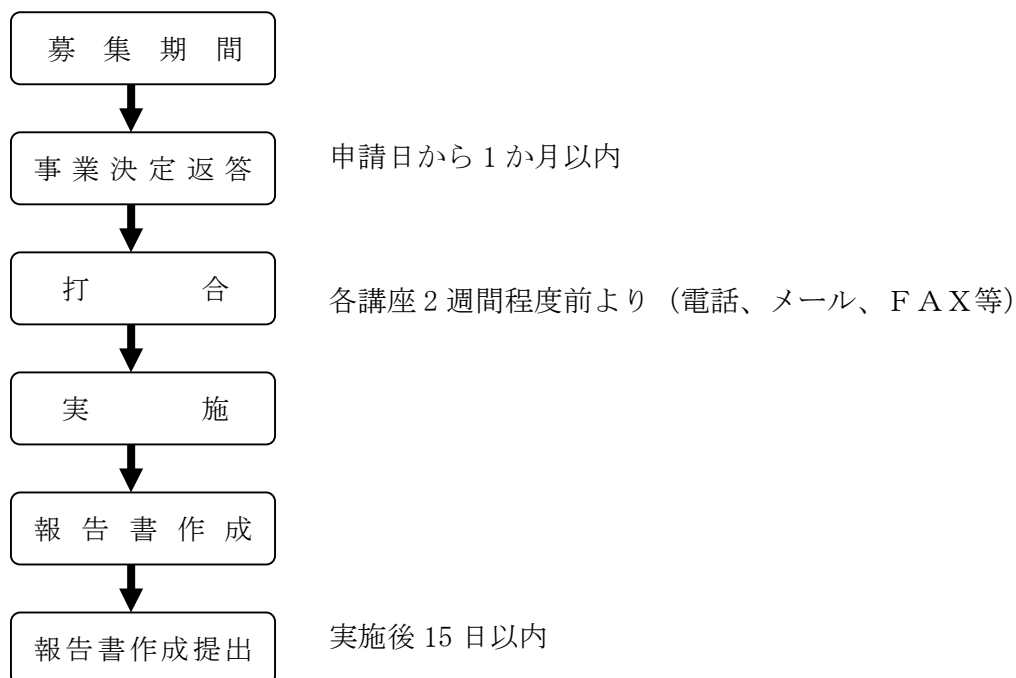 募集期間
事業決定返答
申請日から1か月以内
打合
各講座2週間程度前より（電話、メール、ＦＡＸ等）
実施
報告書作成
報告書作成提出
実施後15日以内